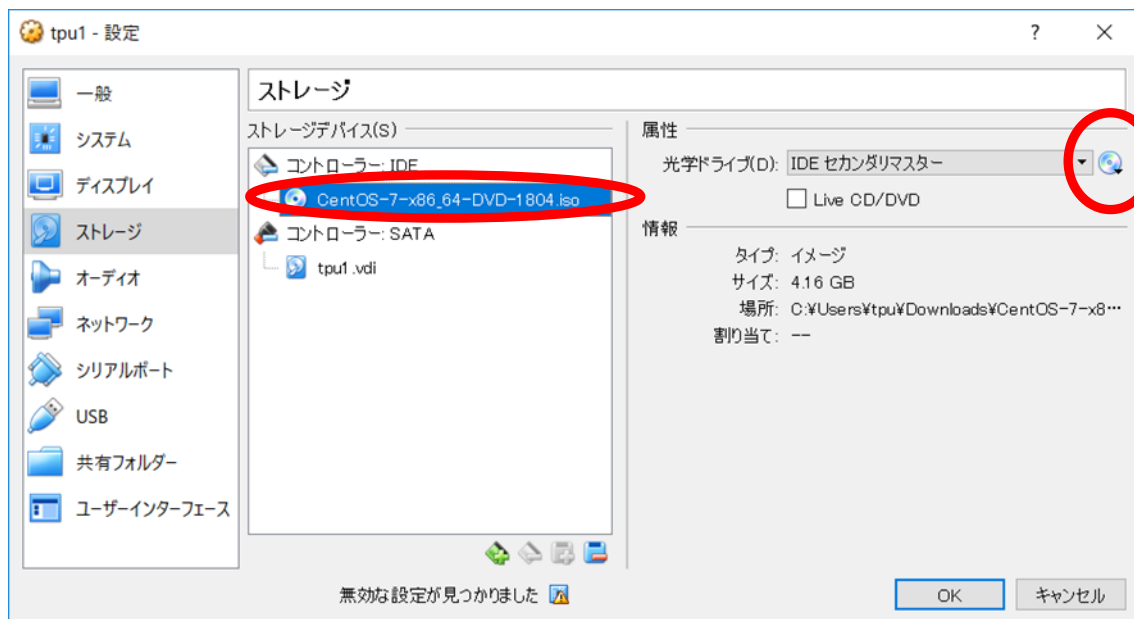 tpu1 - 設定
?
一般
システム
ディスプレイ
ストレージ
オーディオ
ネットワーク
シリアルポート
USB
共有フォルダー
ユーザーインターフェース
ストレージ
ストレージデバイス(S)
コントローラー: IDE
CentOS-7-x86_64-DVD-1804.iso
コントローラー: SATA
tpu1.vdi
属性
光学ドライブ(D): IDE セカンダリマスター
Live CD/DVD
情報
タイプ: イメージ
サイズ: 4.16 GB
場所: C:¥Users¥tpu¥Downloads¥CentOS-7-x8…
割り当て: --
無効な設定が見つかりました
OK
キャンセル